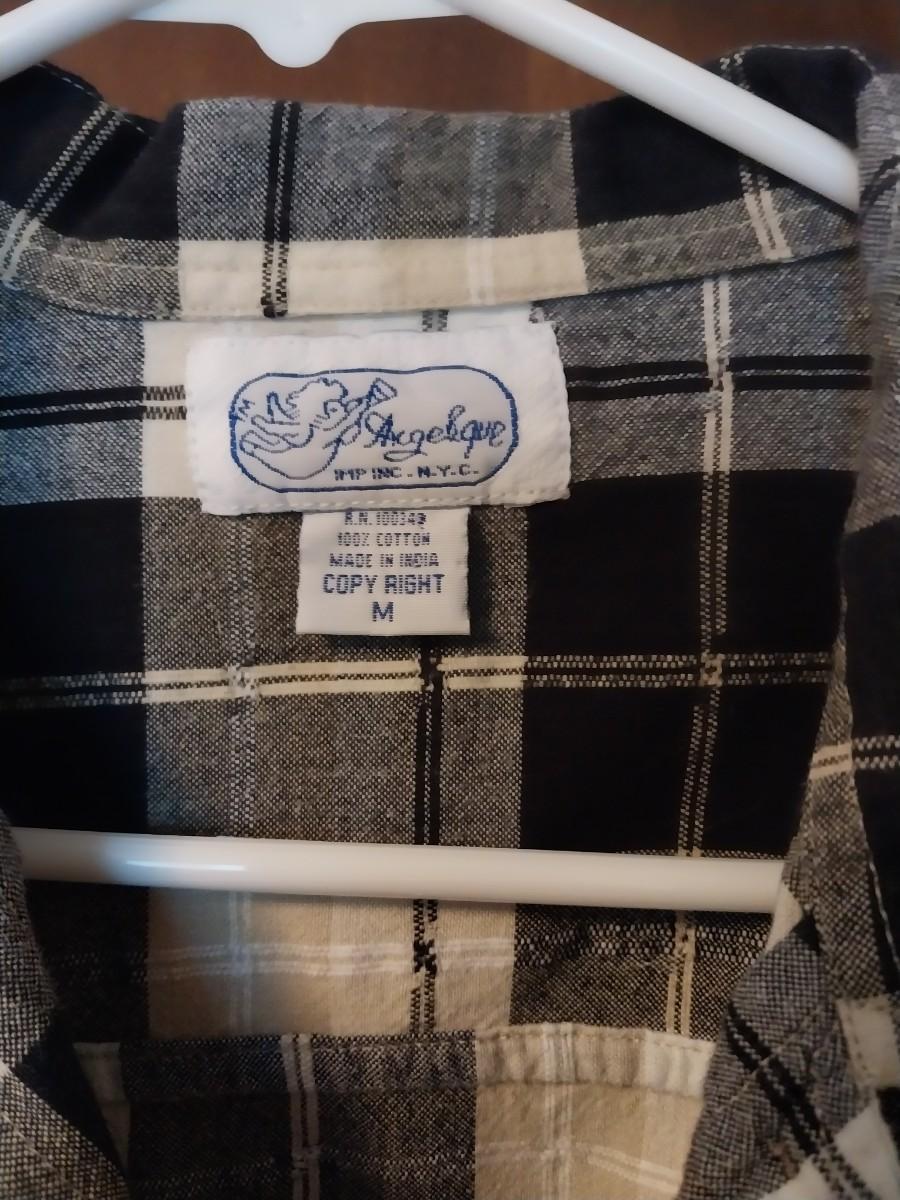 Angelique
IMP INC. N.Y.C.
R.N. 100349
100% COTTON
MADE IN INDIA
COPY RIGHT
M